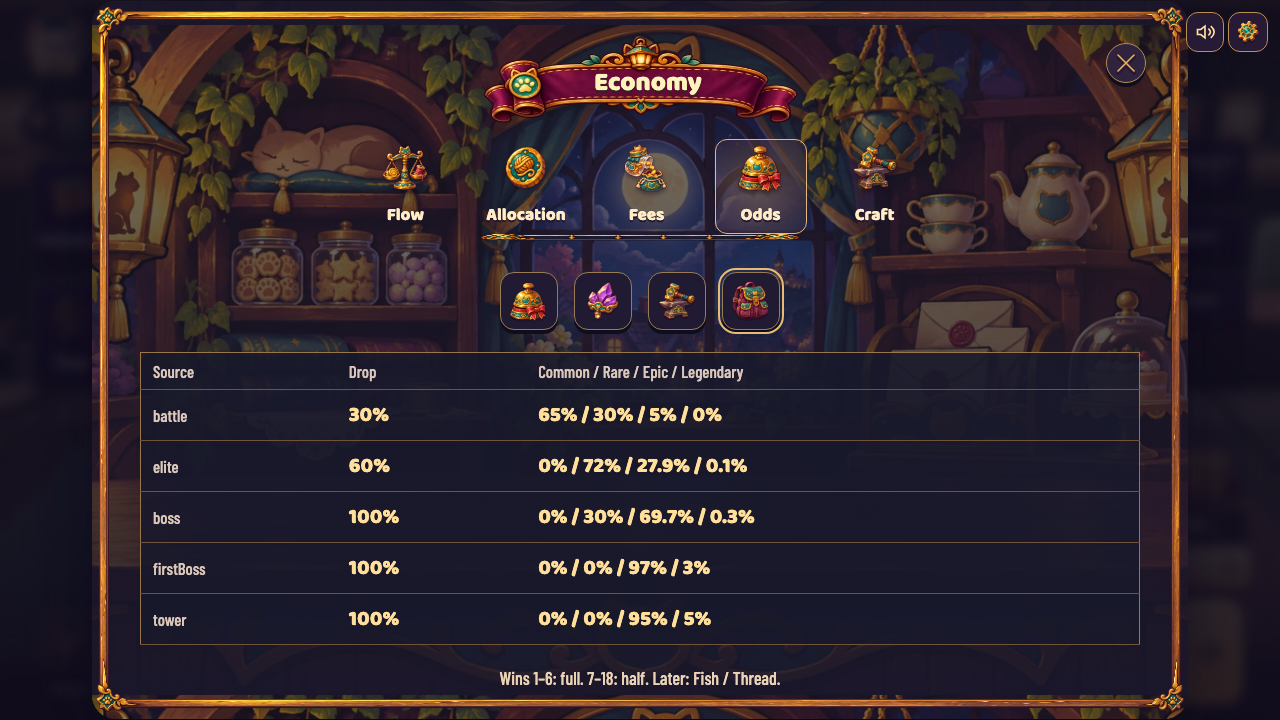 Economy
Flow
Allocation
Fees
Odds
Craft
Source Drop Common / Rare / Epic / Legendary
battle 30% 65% / 30% / 5% / 0%
elite 60% 0% / 72% / 27.9% / 0.1%
boss 100% 0% / 30% / 69.7% / 0.3%
firstBoss 100% 0% / 0% / 97% / 3%
tower 100% 0% / 0% / 95% / 5%
Wins 1–6: full. 7–18: half. Later: Fish / Thread.